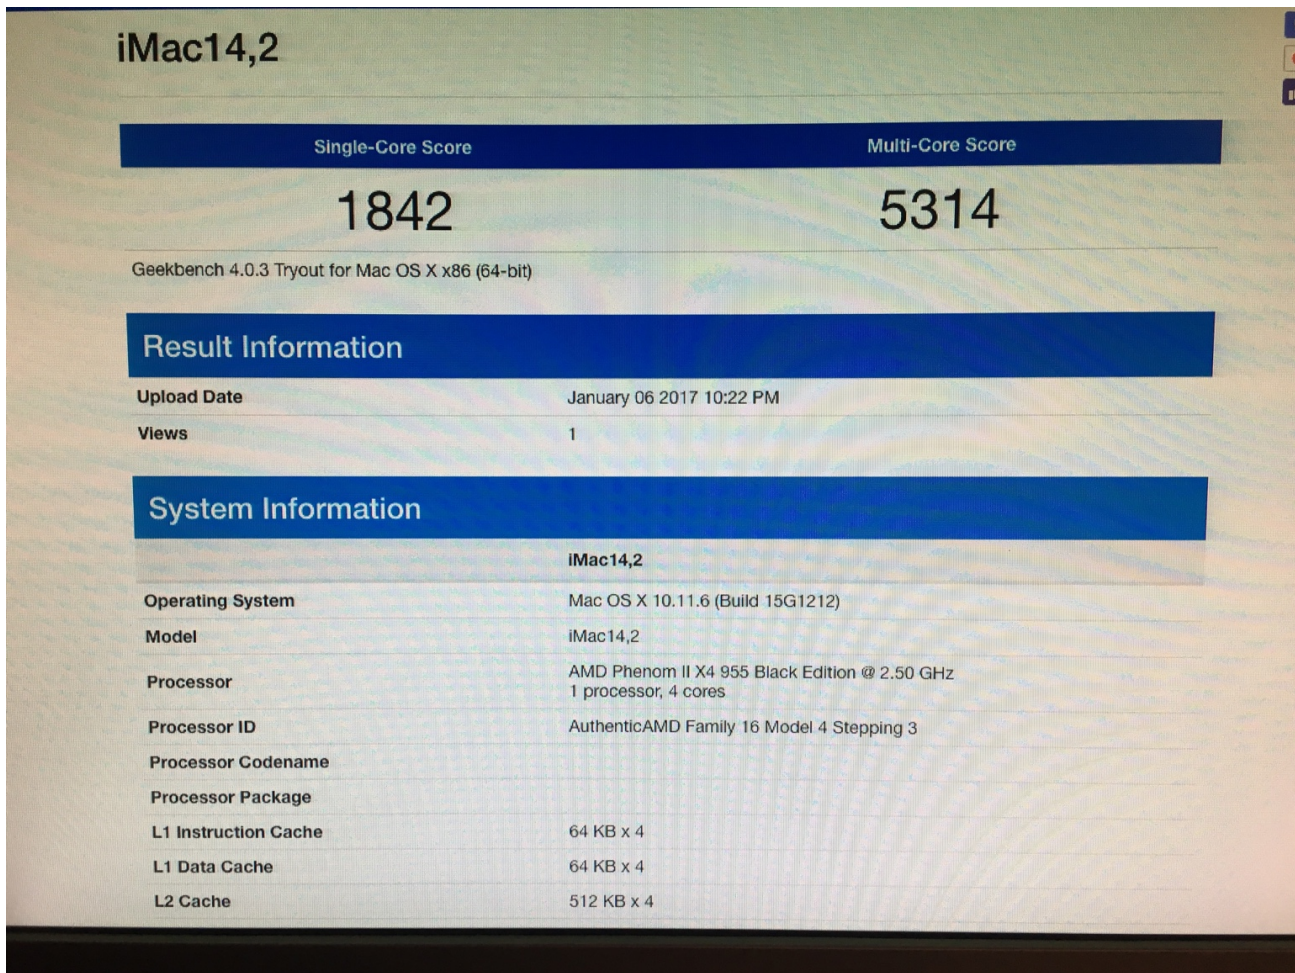 iMac14,2
Single-Core Score Multi-Core Score
1842 5314
Geekbench 4.0.3 Tryout for Mac OS X x86 (64-bit)
Result Information
Upload Date January 06 2017 10:22 PM
Views 1
System Information
iMac14,2
Operating System Mac OS X 10.11.6 (Build 15G1212)
Model iMac14,2
Processor AMD Phenom II X4 955 Black Edition @ 2.50 GHz
1 processor, 4 cores
Processor ID AuthenticAMD Family 16 Model 4 Stepping 3
Processor Codename
Processor Package
L1 Instruction Cache 64 KB x 4
L1 Data Cache 64 KB x 4
L2 Cache 512 KB x 4